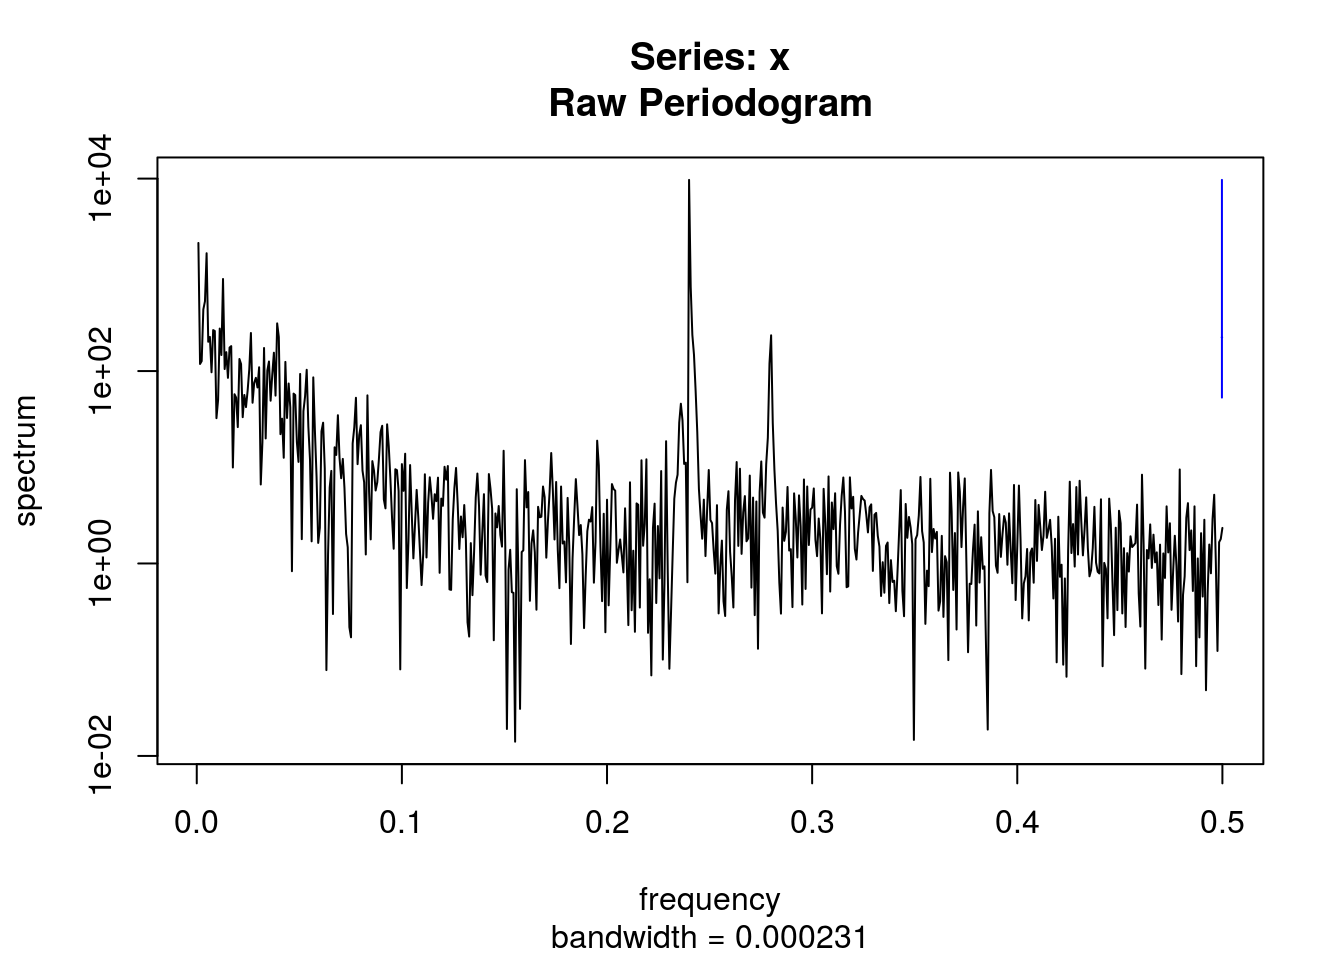 Series: x
Raw Periodogram
spectrum
1e+04
1e+02
1e+00
1e-02
0.0 0.1 0.2 0.3 0.4 0.5
frequency
bandwidth = 0.000231